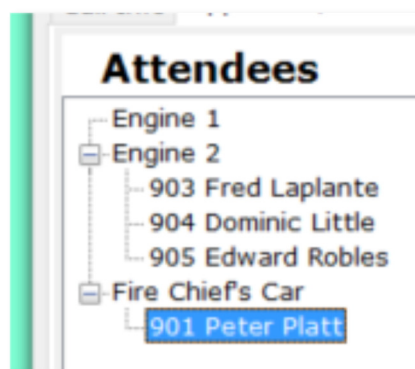 Attendees
Engine 1
Engine 2
903 Fred Laplante
904 Dominic Little
905 Edward Robles
Fire Chief's Car
901 Peter Platt